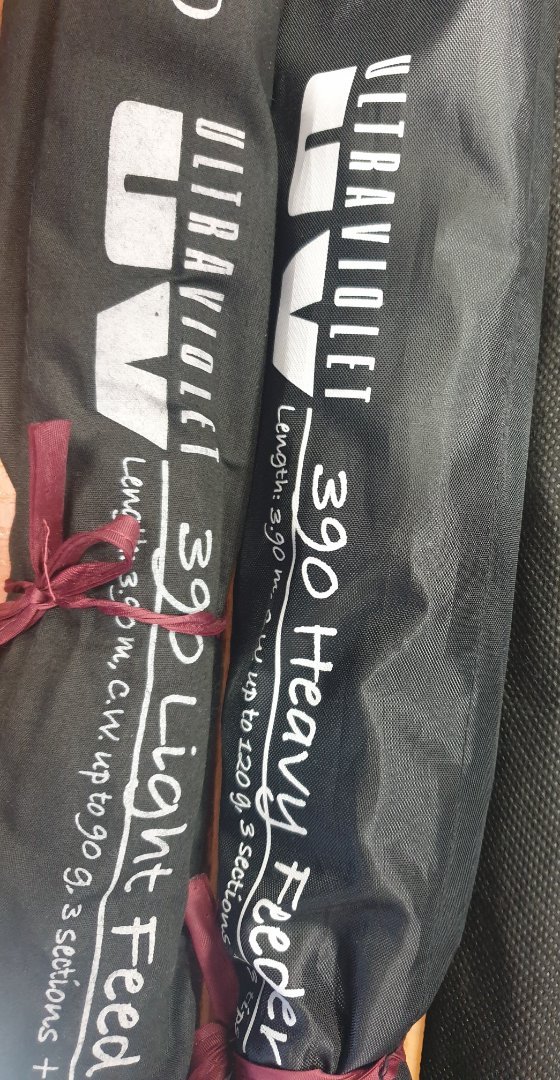 UV
ULTRAVIOLET
390 Light Feed
Length: 3.90 m, c.w. up to 90 g, 3 sections +
UV
ULTRAVIOLET
390 Heavy Feeder
Length: 3.90 m. c.w. up to 120 g, 3 sections tips